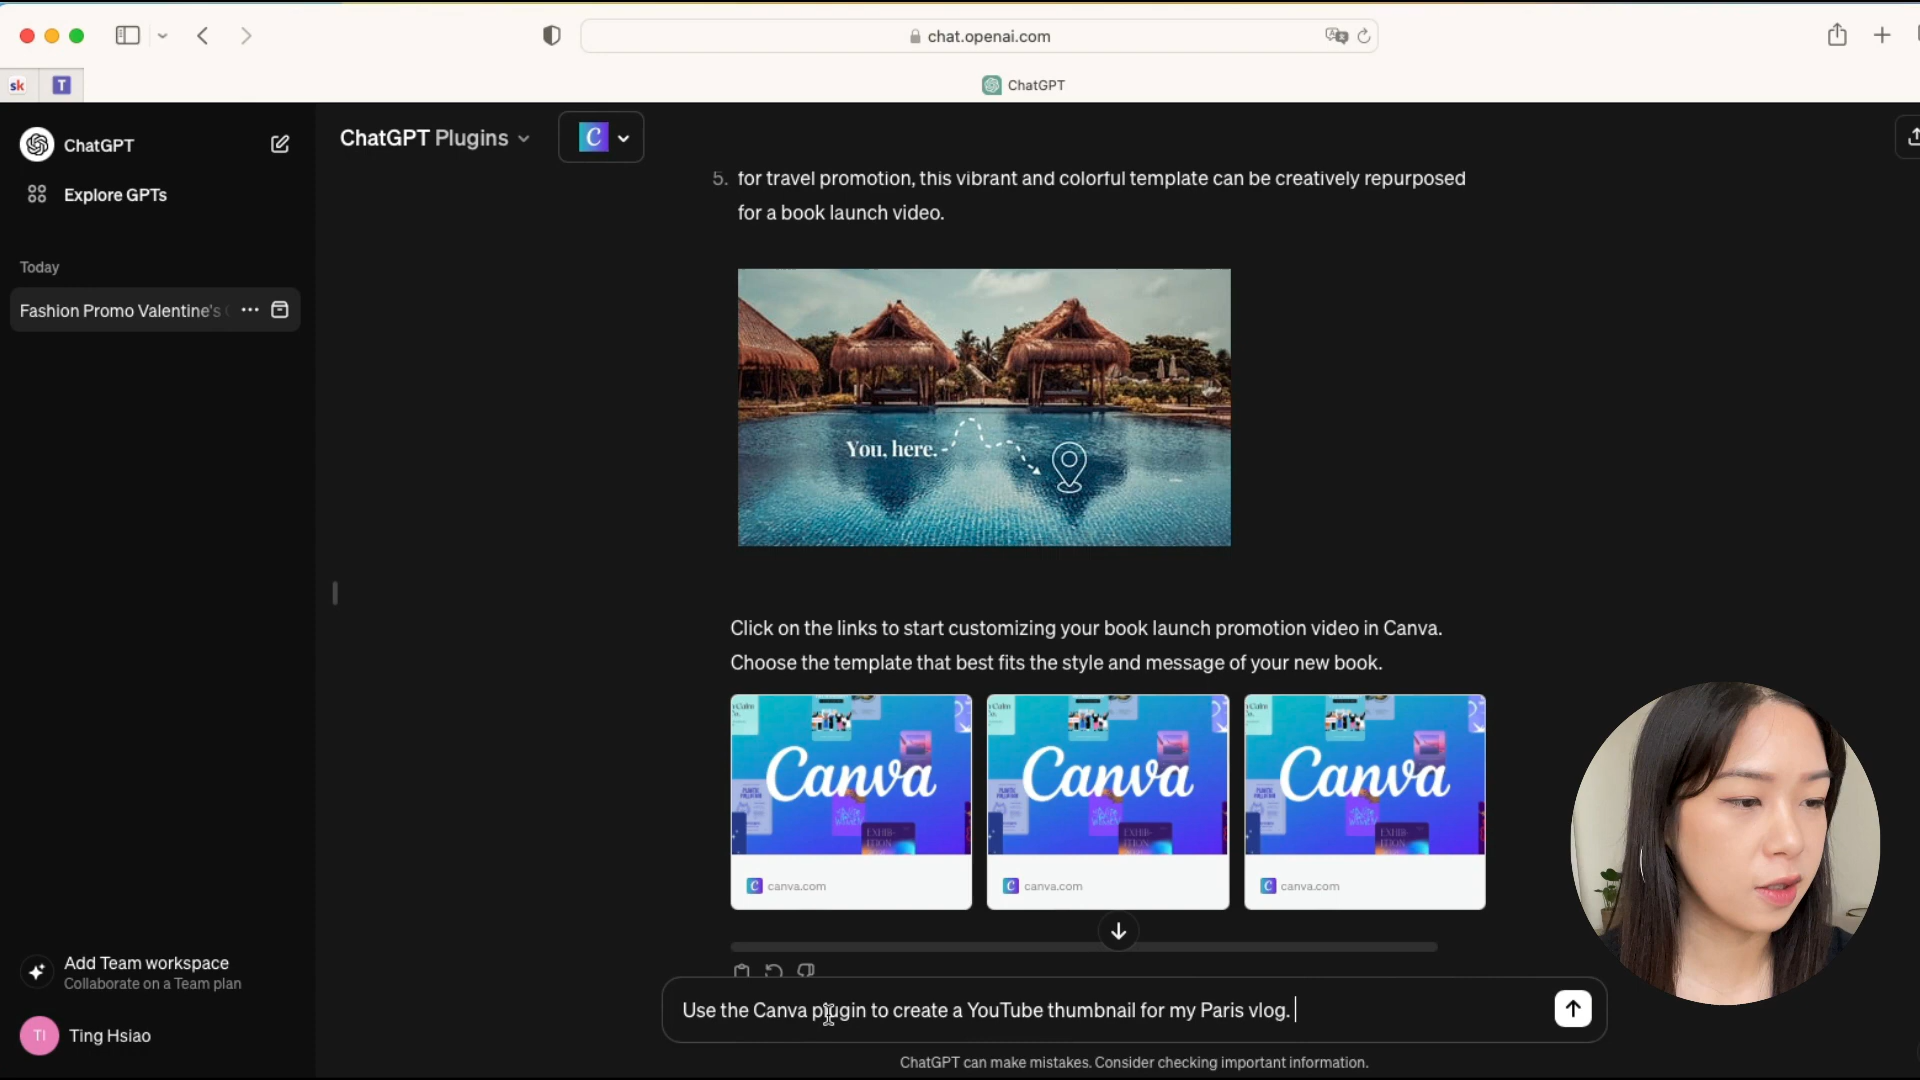 chat.openai.com
sk
T
ChatGPT
ChatGPT
Explore GPTs
Today
Fashion Promo Valentine's
ChatGPT Plugins
C
5. for travel promotion, this vibrant and colorful template can be creatively repurposed
for a book launch video.
You, here.
Click on the links to start customizing your book launch promotion video in Canva.
Choose the template that best fits the style and message of your new book.
Canva
Canva
Canva
canva.com
canva.com
canva.com
Add Team workspace
Collaborate on a Team plan
TI
Ting Hsiao
Use the Canva plugin to create a YouTube thumbnail for my Paris vlog.
ChatGPT can make mistakes. Consider checking important information.